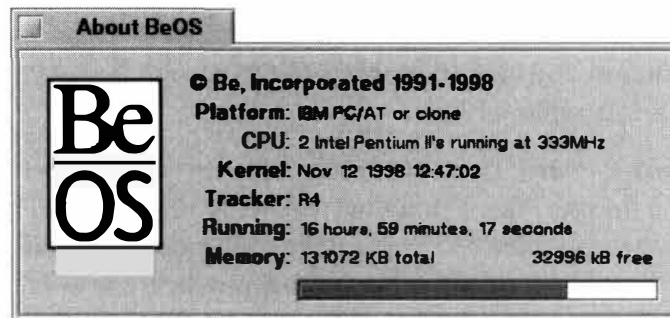 About BeOS
Be
OS
© Be, Incorporated 1991-1998
Platform: IBM PC/AT or clone
CPU: 2 Intel Pentium II's running at 333MHz
Kernel: Nov 12 1998 12:47:02
Tracker: R4
Running: 16 hours, 59 minutes, 17 seconds
Memory: 131072 KB total 32996 kB free